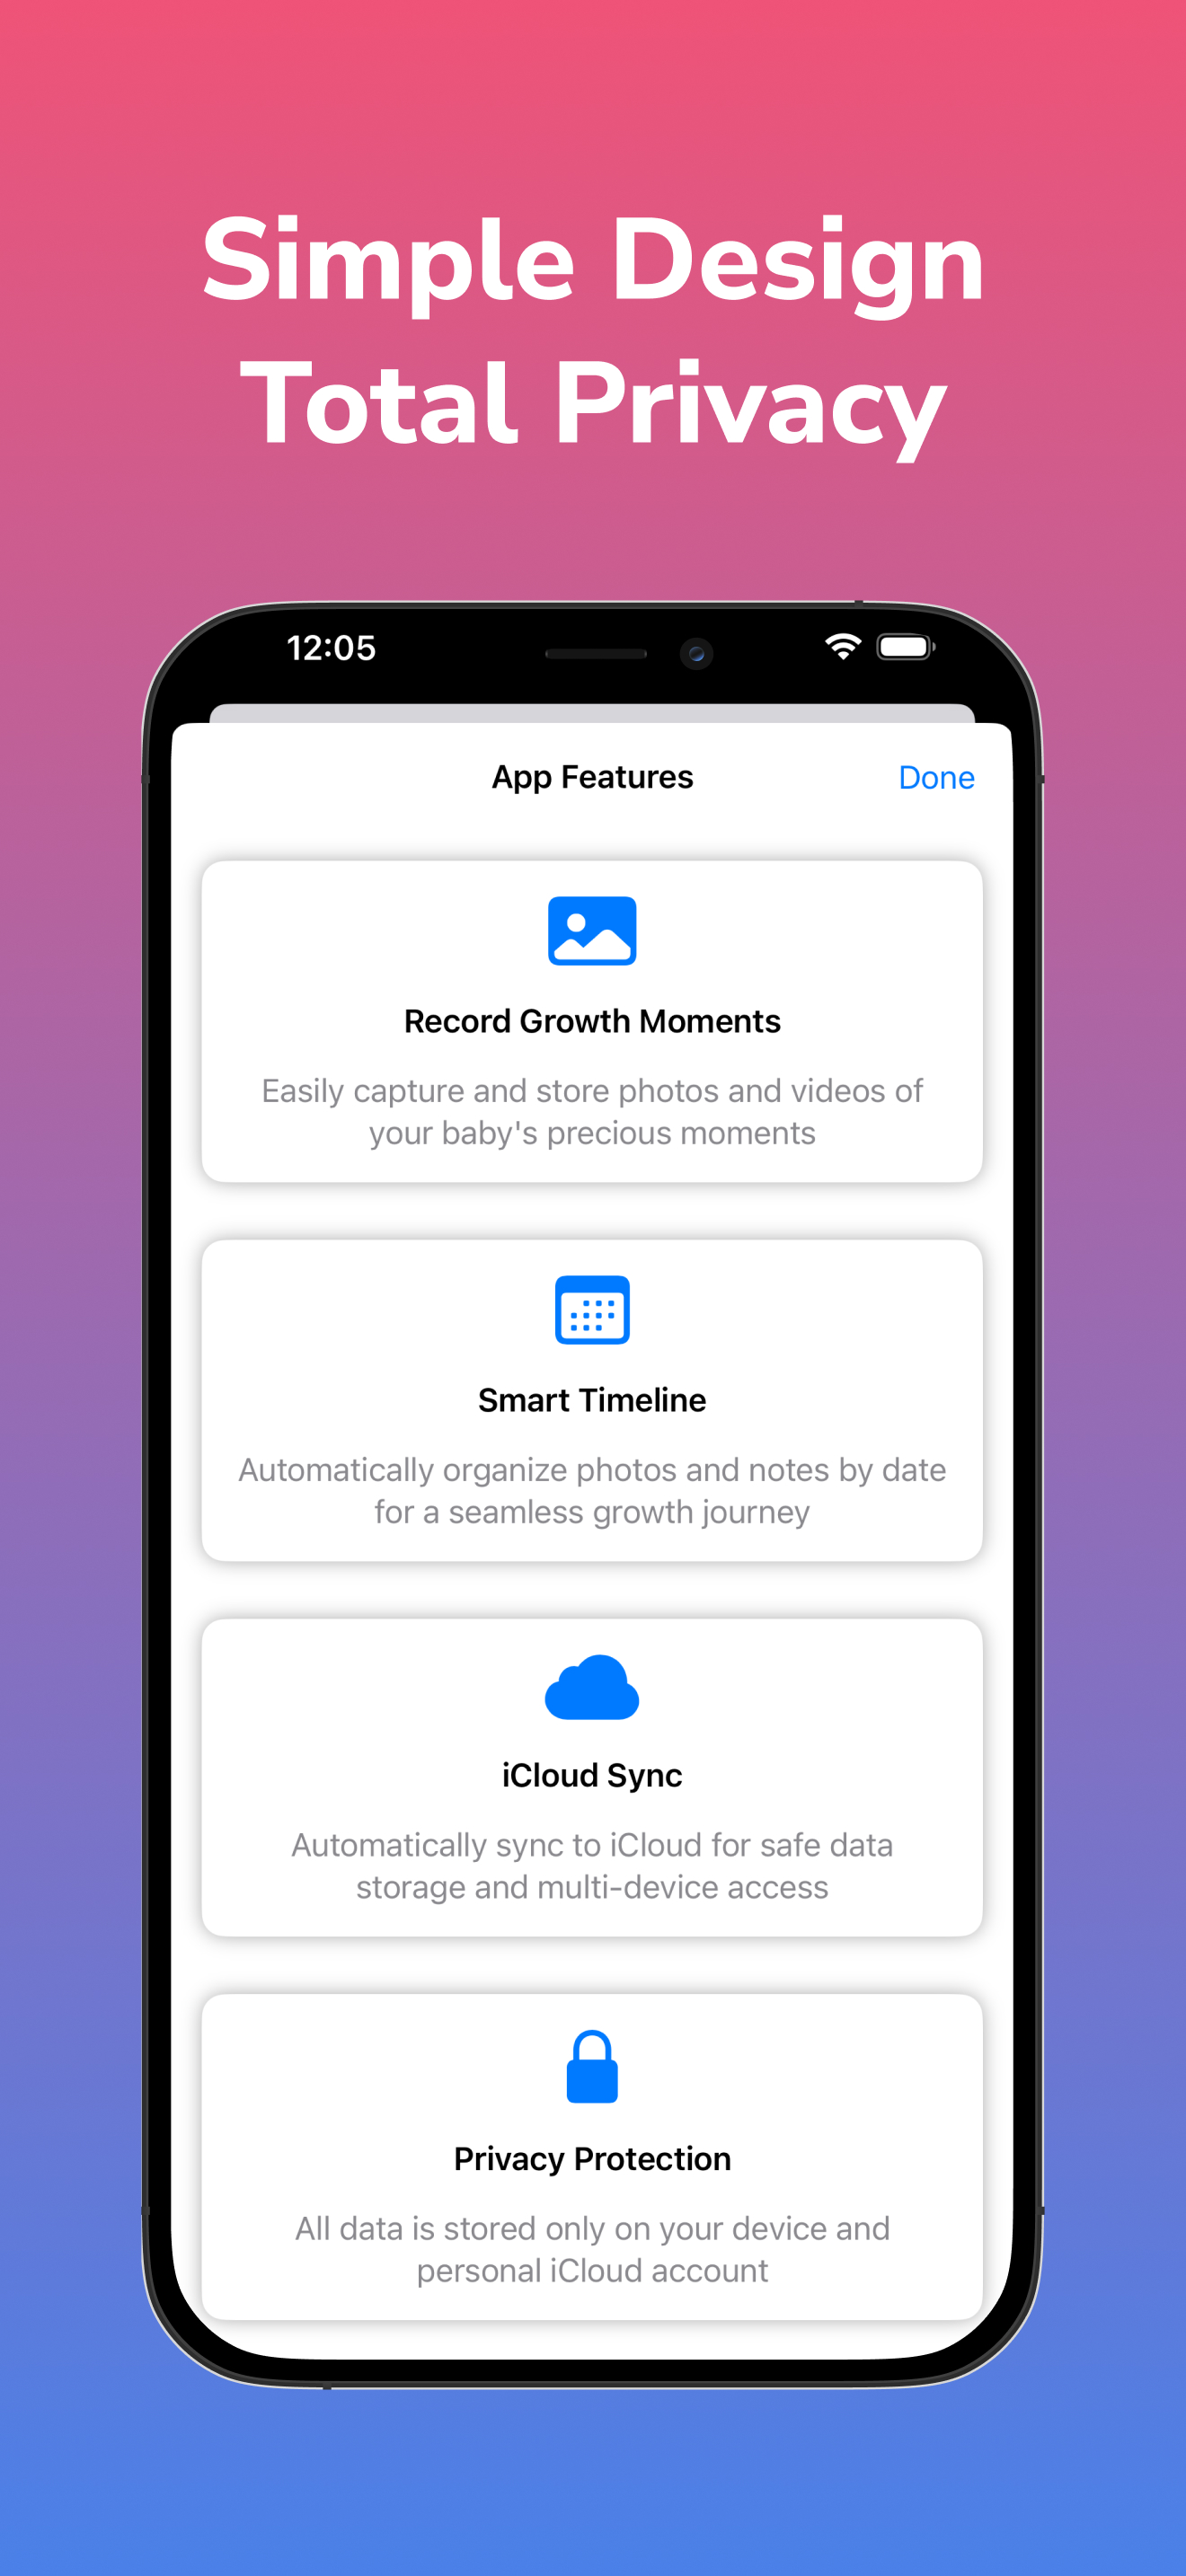 Simple Design
Total Privacy
12:05
App Features
Done
Record Growth Moments
Easily capture and store photos and videos of
your baby's precious moments
Smart Timeline
Automatically organize photos and notes by date
for a seamless growth journey
iCloud Sync
Automatically sync to iCloud for safe data
storage and multi-device access
Privacy Protection
All data is stored only on your device and
personal iCloud account